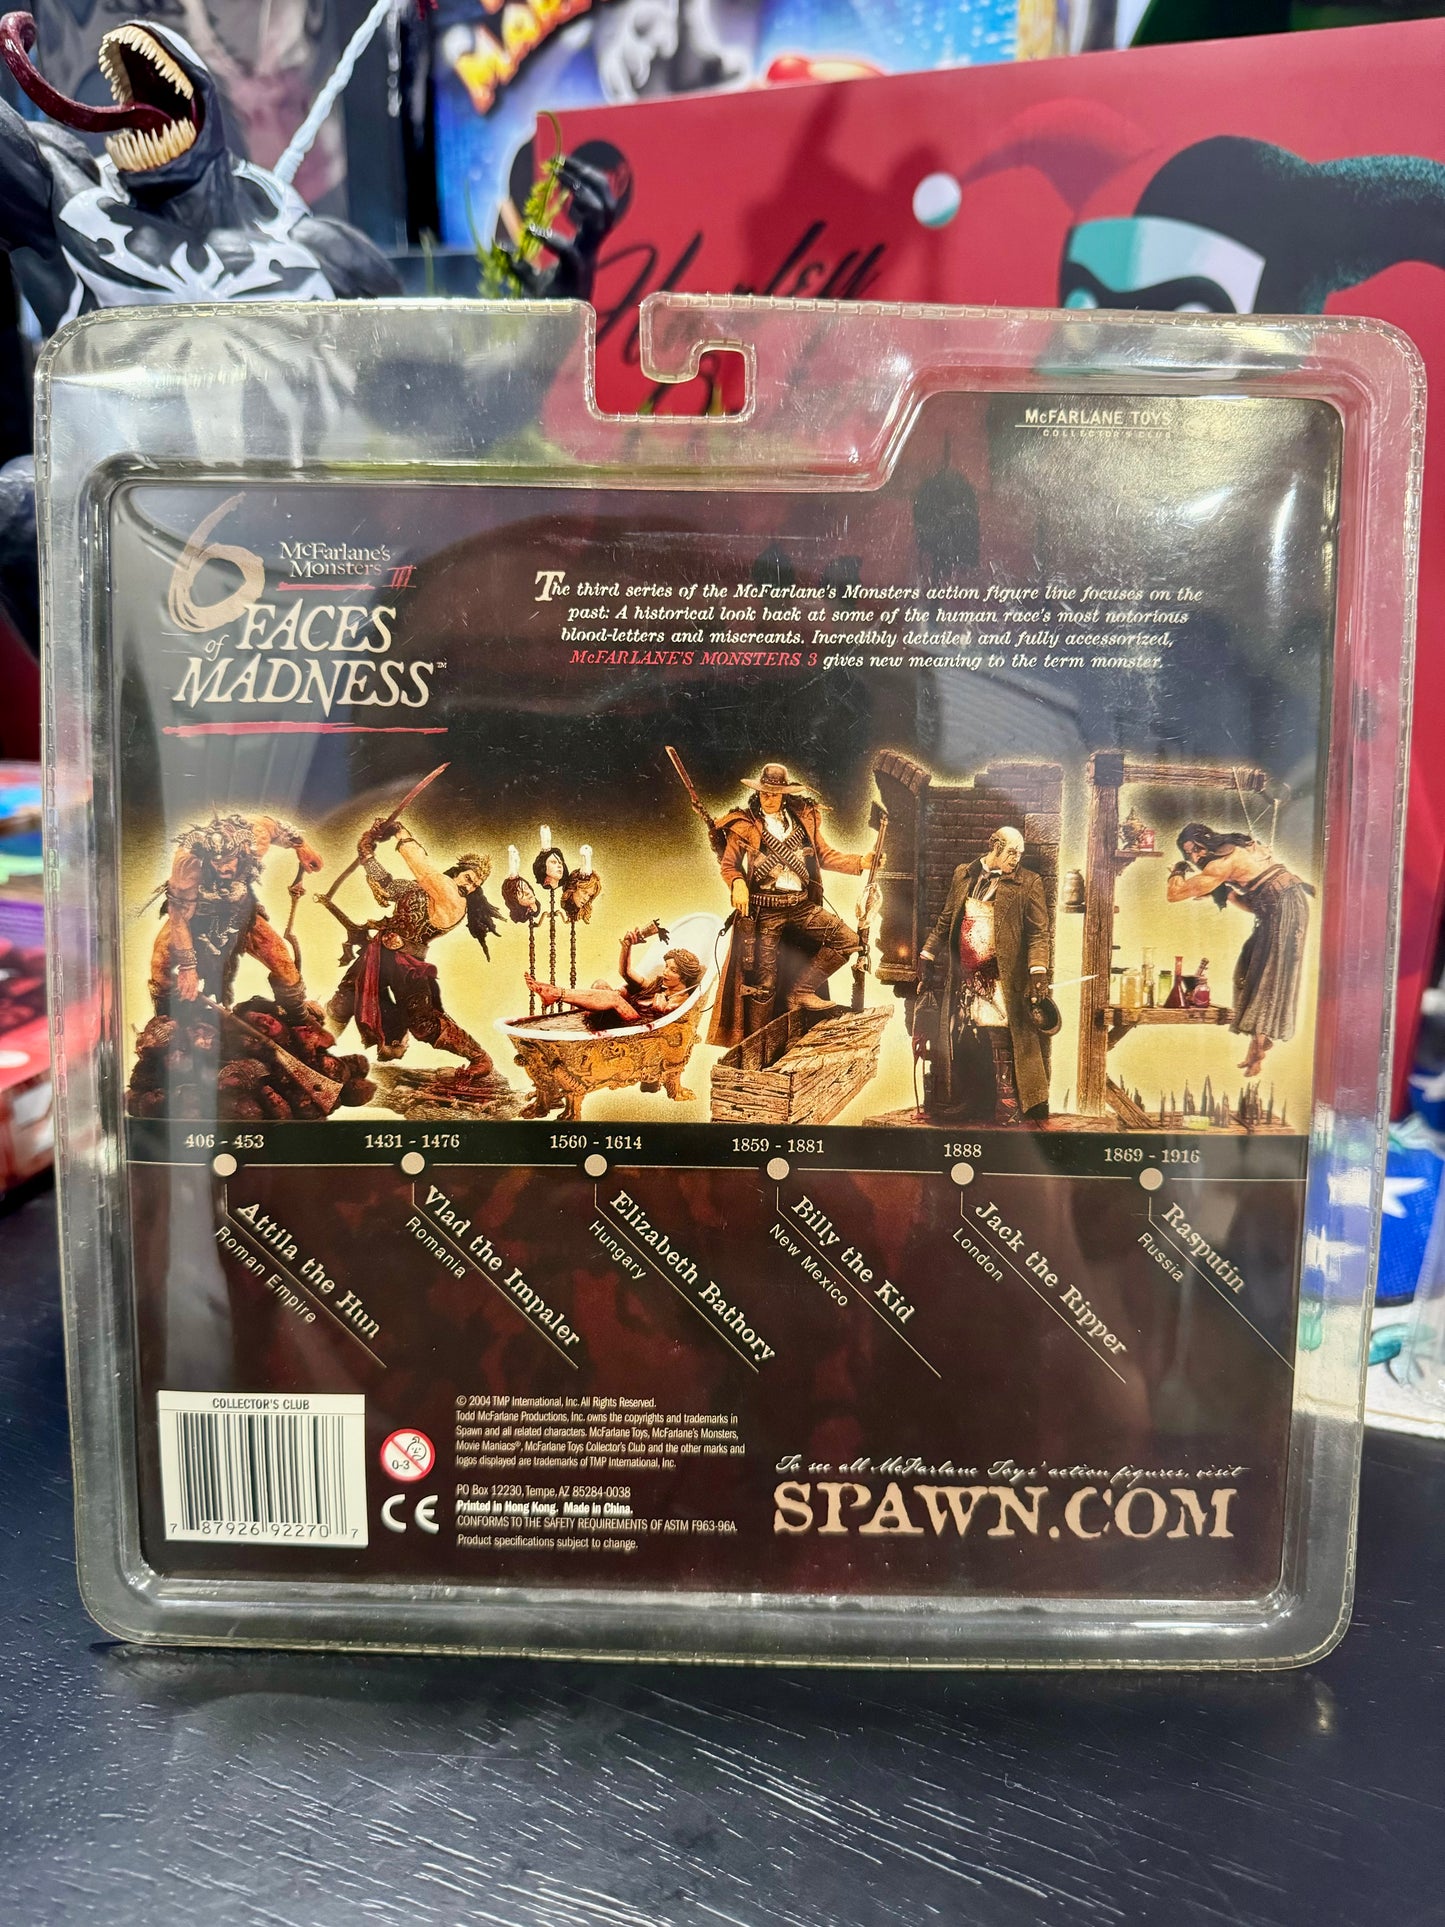 Harley
McFARLANE TOYS
COLLECTOR'S CLUB
6
McFarlane's
Monsters III
FACES
of
MADNESS™
The third series of the McFarlane's Monsters action figure line focuses on the
past: A historical look back at some of the human race's most notorious
blood-letters and miscreants. Incredibly detailed and fully accessorized,
McFARLANE'S MONSTERS 3 gives new meaning to the term monster.
406 - 453
Attila the Hun
Roman Empire
1431 - 1476
Vlad the Impaler
Romania
1560 - 1614
Elizabeth Bathory
Hungary
1859 - 1881
Billy the Kid
New Mexico
1888
Jack the Ripper
London
1869 - 1916
Rasputin
Russia
COLLECTOR'S CLUB
7 87926 92270 7
0-3
CE
© 2004 TMP International, Inc. All Rights Reserved.
Todd McFarlane Productions, Inc. owns the copyrights and trademarks in
Spawn and all related characters. McFarlane Toys, McFarlane's Monsters,
Movie Maniacs®, McFarlane Toys Collector's Club and the other marks and
logos displayed are trademarks of TMP International, Inc.
PO Box 12230, Tempe, AZ 85284-0038
Printed in Hong Kong. Made in China.
CONFORMS TO THE SAFETY REQUIREMENTS OF ASTM F963-96A.
Product specifications subject to change.
To see all McFarlane Toys' action figures, visit
SPAWN.COM